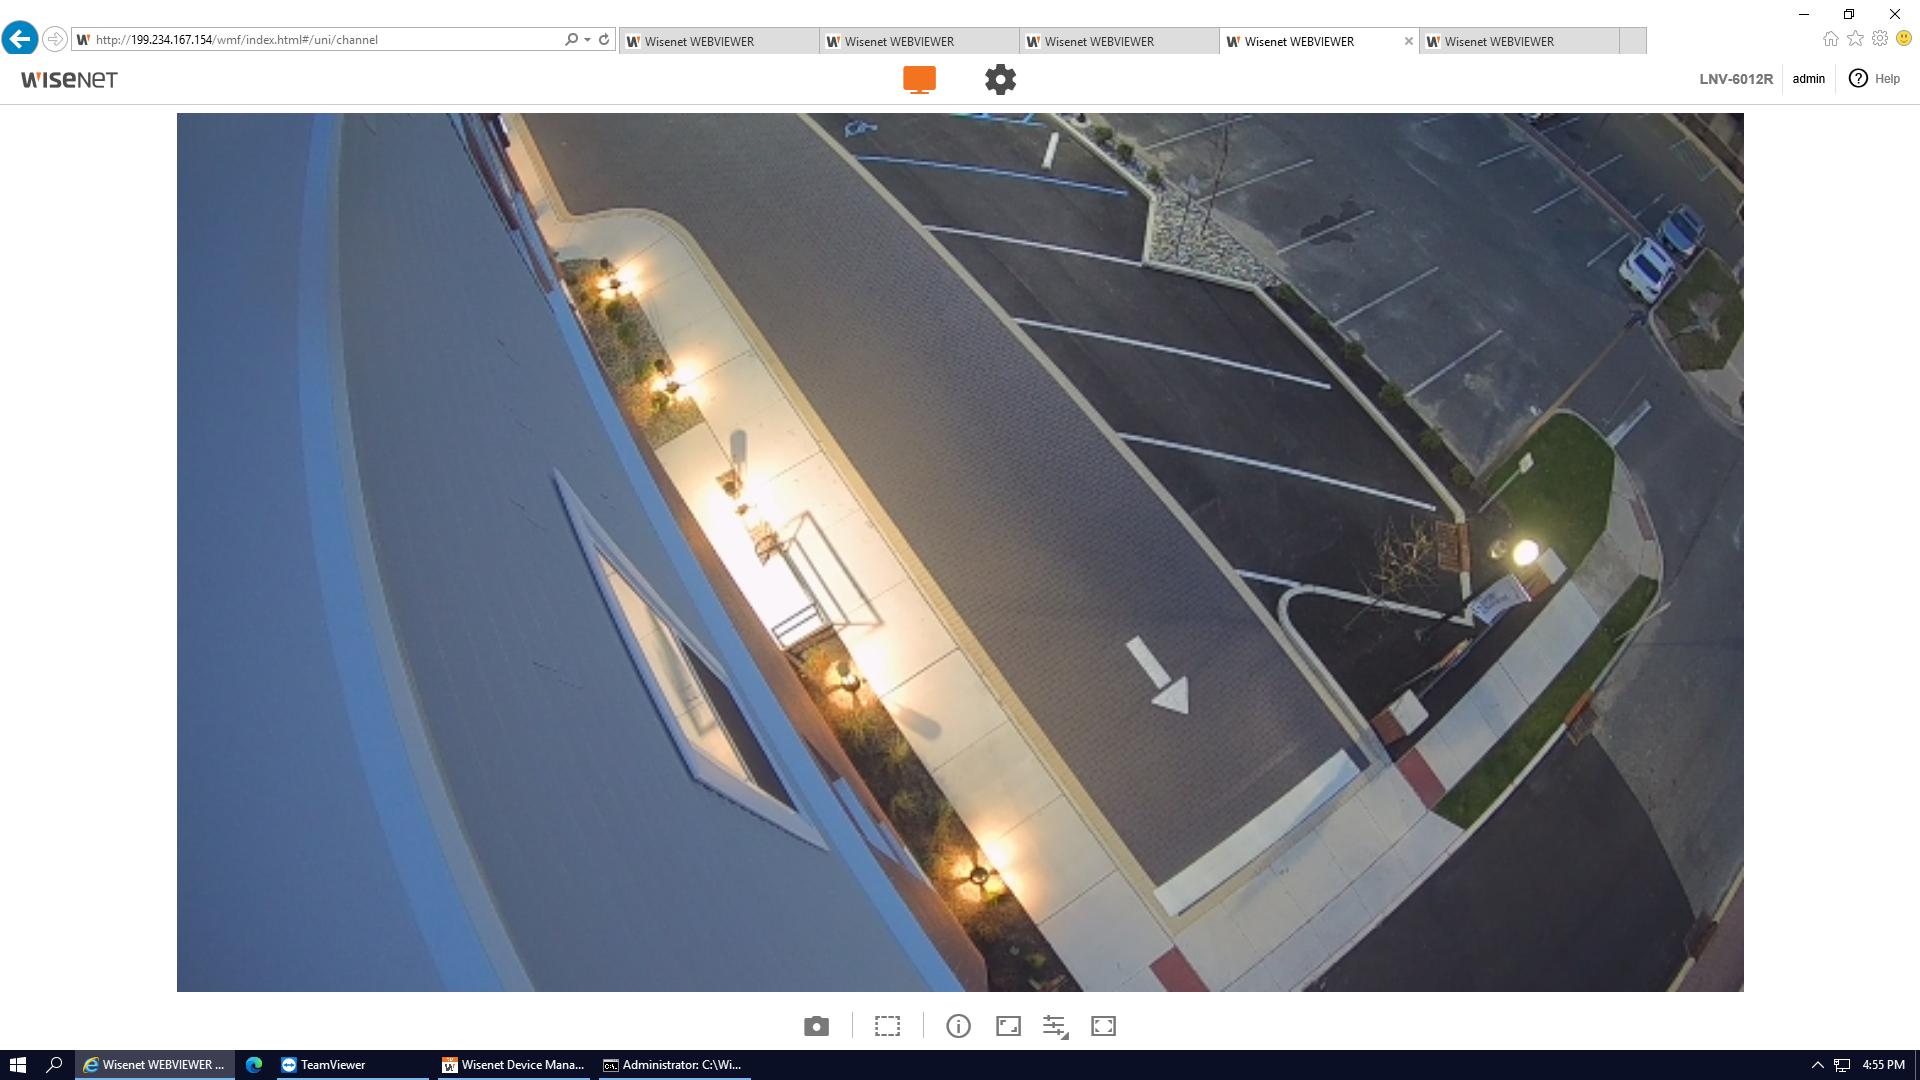 http://199.234.167.154/wmf/index.html#/uni/channel
Wisenet WEBVIEWER
Wisenet WEBVIEWER
Wisenet WEBVIEWER
Wisenet WEBVIEWER
Wisenet WEBVIEWER
WISENET
LNV-6012R
admin
Help
Wisenet WEBVIEWER ...
TeamViewer
Wisenet Device Mana...
Administrator: C:\Wi...
4:55 PM